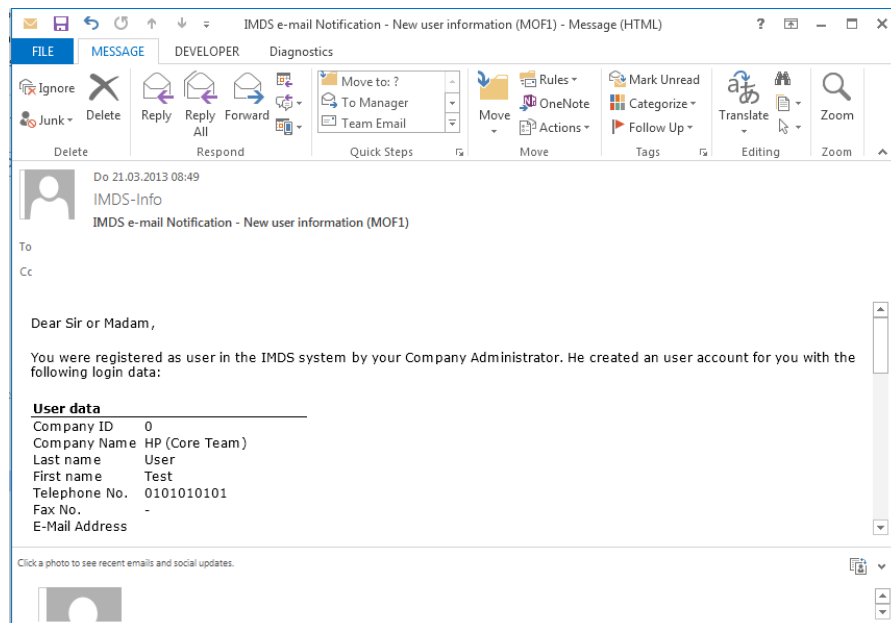 IMDS e-mail Notification - New user information (MOF1) - Message (HTML)
FILE MESSAGE DEVELOPER Diagnostics
Ignore
Junk
Delete
Reply
Reply All
Forward
Move to: ?
To Manager
Team Email
Move
Rules
OneNote
Actions
Mark Unread
Categorize
Follow Up
Translate
Zoom
Delete Respond Quick Steps Move Tags Editing Zoom
Do 21.03.2013 08:49
IMDS-Info
IMDS e-mail Notification - New user information (MOF1)
To
Cc
Dear Sir or Madam,
You were registered as user in the IMDS system by your Company Administrator. He created an user account for you with the
following login data:
User data
Company ID 0
Company Name HP (Core Team)
Last name User
First name Test
Telephone No. 0101010101
Fax No. -
E-Mail Address
Click a photo to see recent emails and social updates.